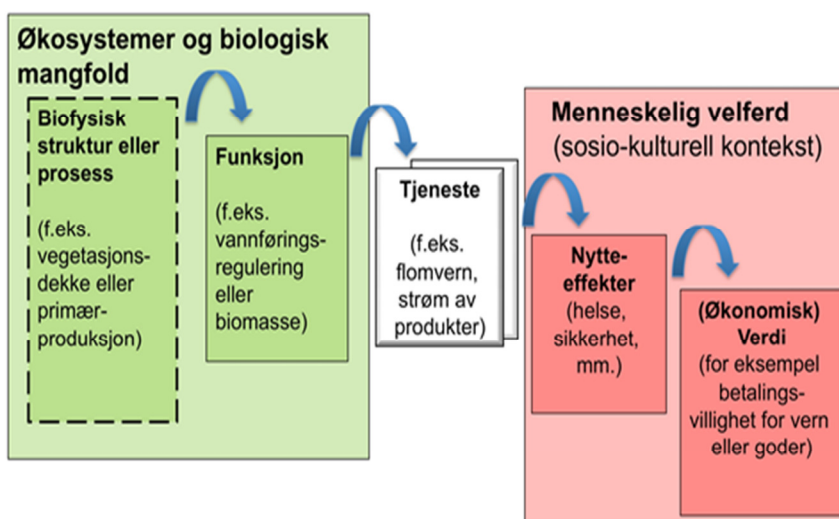 Økosystemer og biologisk
mangfold
Biofysisk
struktur eller
prosess
(f.eks.
vegetasjons-
dekke eller
primær-
produksjon)
Funksjon
(f.eks.
vannførings-
regulering
eller
biomasse)
Tjeneste
(f.eks.
flomvern,
strøm av
produkter)
Menneskelig velferd
(sosio-kulturell kontekst)
Nytte-
effekter
(helse,
sikkerhet,
mm.)
(Økonomisk)
Verdi
(for eksempel
betalings-
villighet for vern
eller goder)